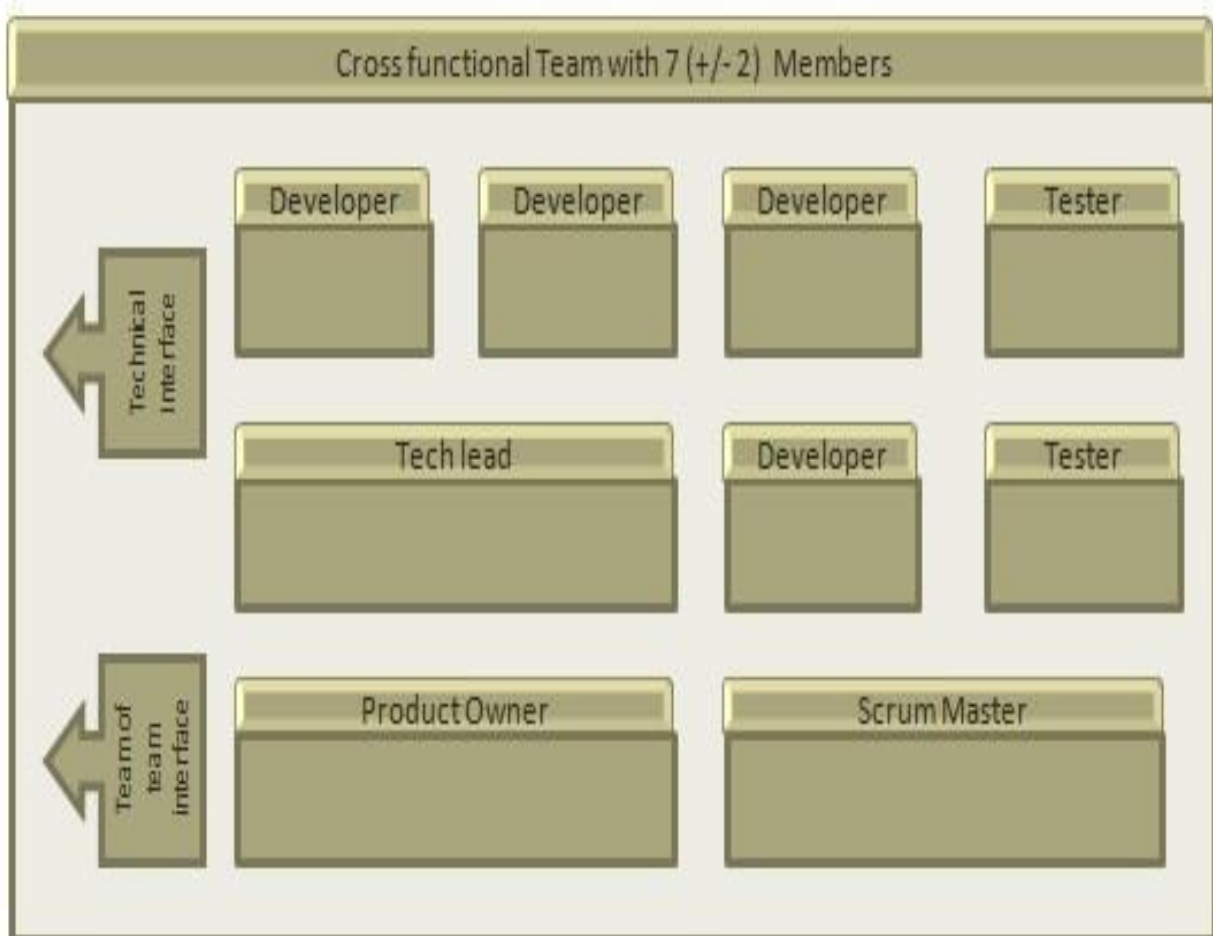 Cross functional Team with 7 (+/- 2) Members
Developer
Developer
Developer
Tester
Technical
Interface
Tech lead
Developer
Tester
Team of
team
interface
Product Owner
Scrum Master